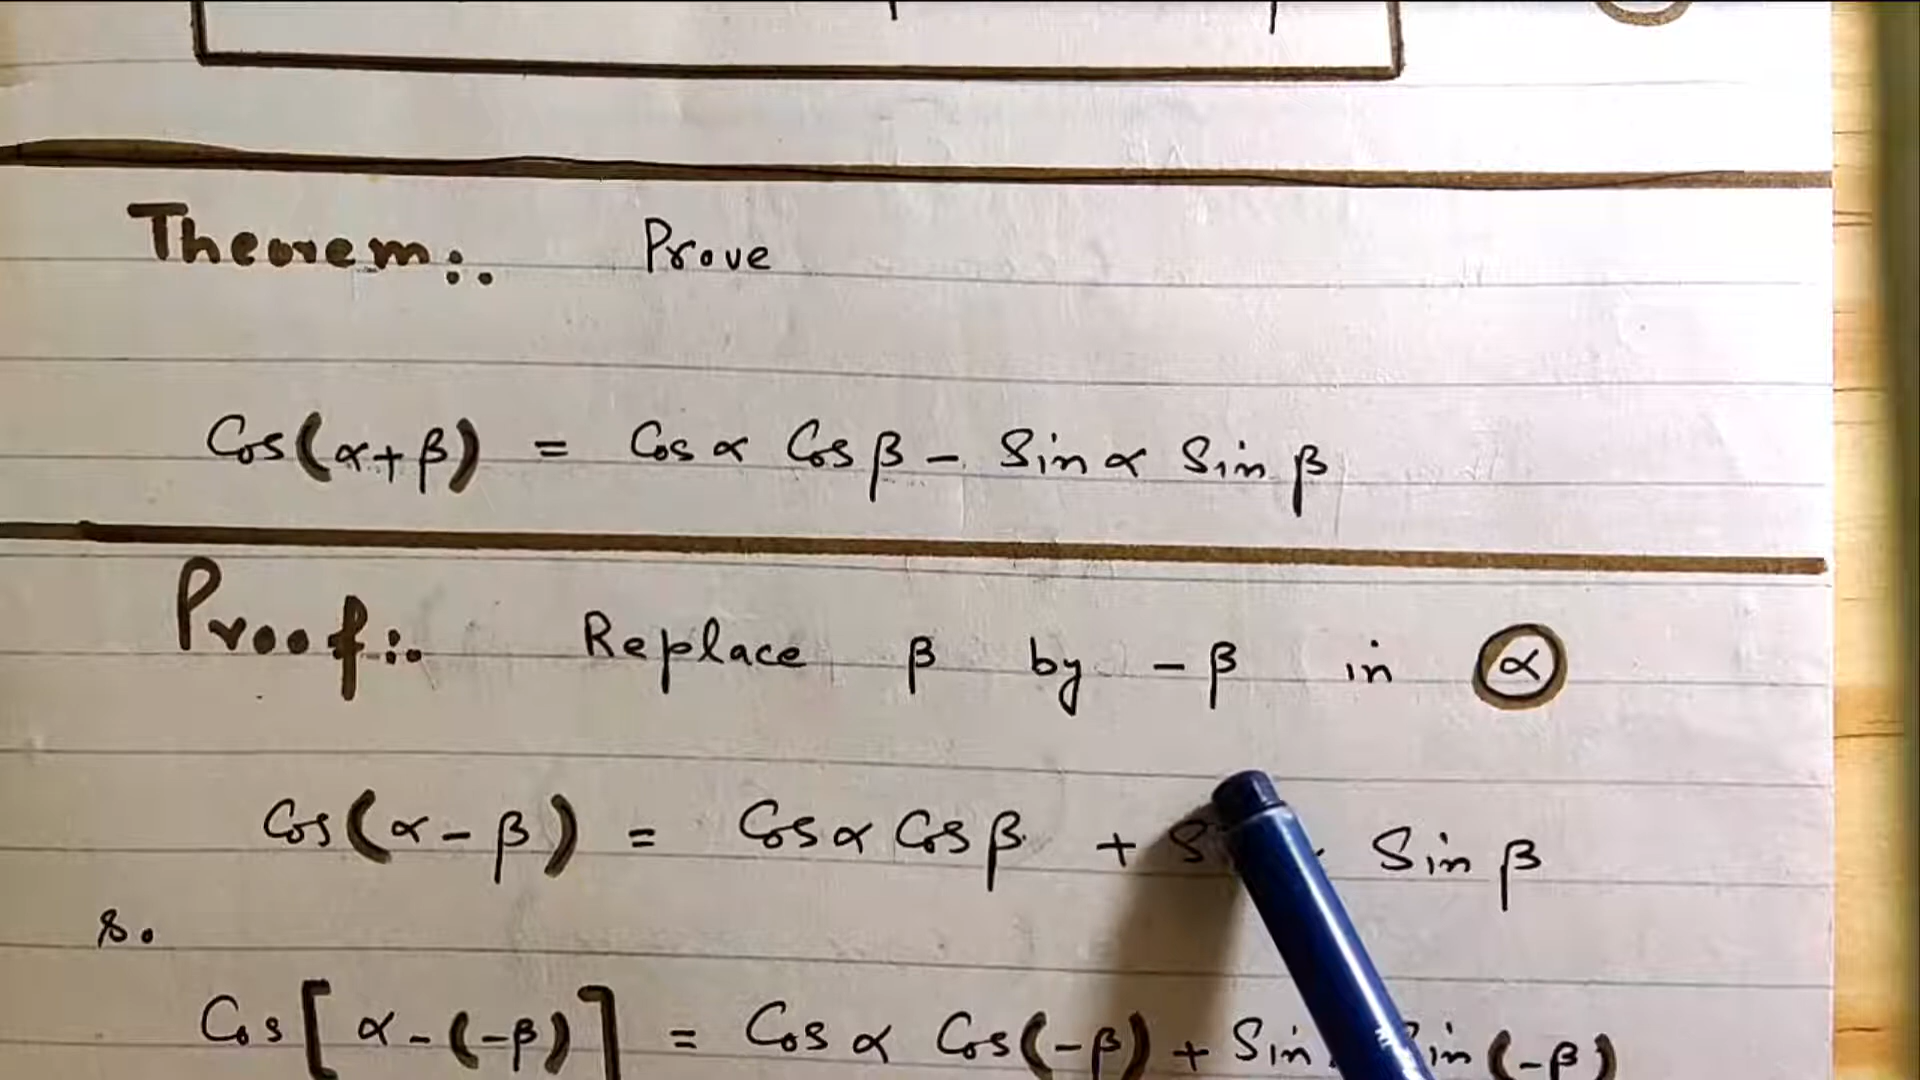 Theorem:. Prove
Cos(α+β) = Cos α Cos β - Sin α Sin β
Proof:. Replace β by -β in α
Cos(α-β) = Cos α Cos β + Sin β
So
Cos[α-(-β)] = Cos α Cos(-β) + Sin (-β)